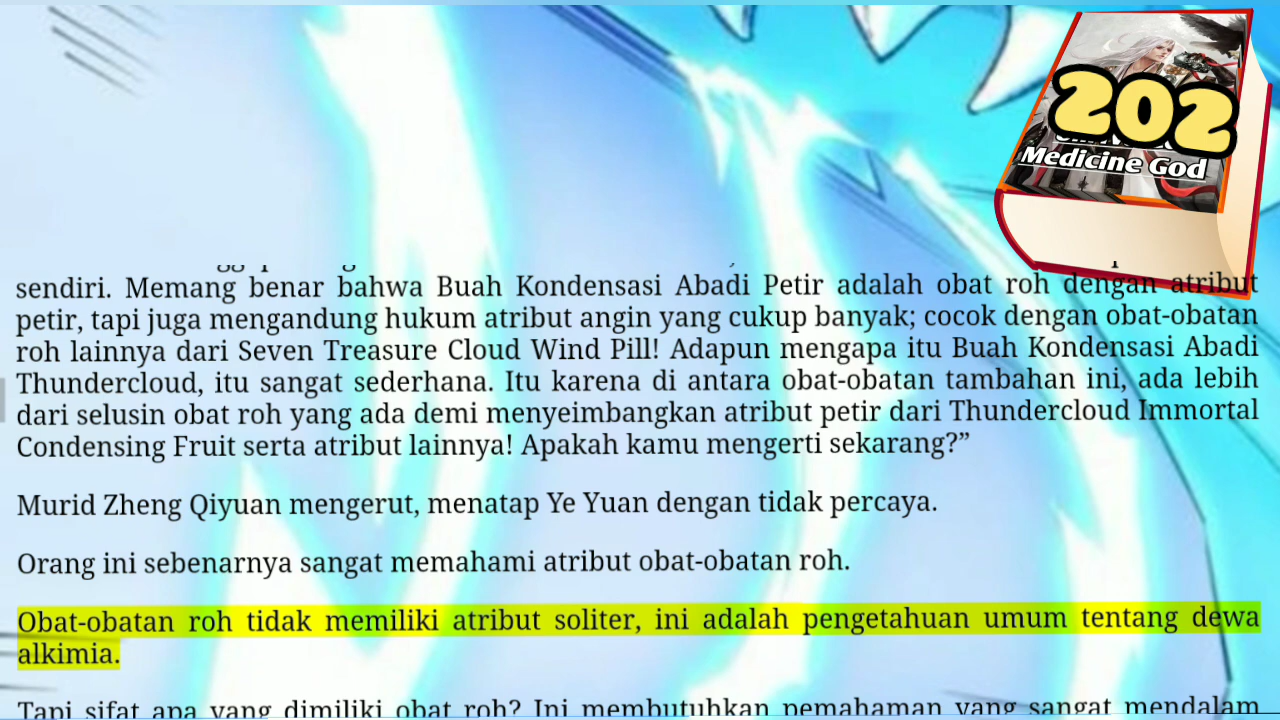 202
Medicine God
sendiri. Memang benar bahwa Buah Kondensasi Abadi Petir adalah obat roh dengan atribut
petir, tapi juga mengandung hukum atribut angin yang cukup banyak; cocok dengan obat-obatan
roh lainnya dari Seven Treasure Cloud Wind Pill! Adapun mengapa itu Buah Kondensasi Abadi
Thundercloud, itu sangat sederhana. Itu karena di antara obat-obatan tambahan ini, ada lebih
dari selusin obat roh yang ada demi menyeimbangkan atribut petir dari Thundercloud Immortal
Condensing Fruit serta atribut lainnya! Apakah kamu mengerti sekarang?”
Murid Zheng Qiyuan mengerut, menatap Ye Yuan dengan tidak percaya.
Orang ini sebenarnya sangat memahami atribut obat-obatan roh.
Obat-obatan roh tidak memiliki atribut soliter, ini adalah pengetahuan umum tentang dewa
alkimia.
Tapi sifat apa yang dimiliki obat roh? Ini membutuhkan pemahaman yang sangat mendalam